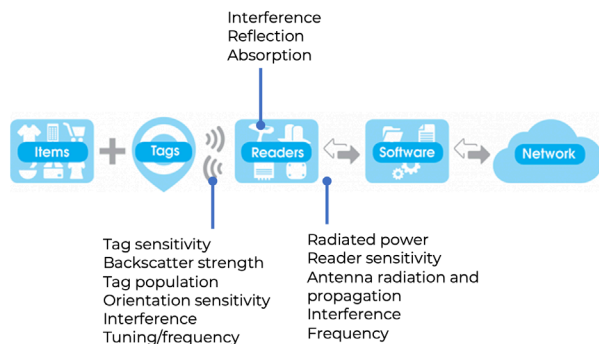 Interference
Reflection
Absorption
Items
Tags
Readers
Software
Network
Tag sensitivity
Backscatter strength
Tag population
Orientation sensitivity
Interference
Tuning/frequency
Radiated power
Reader sensitivity
Antenna radiation and
propagation
Interference
Frequency